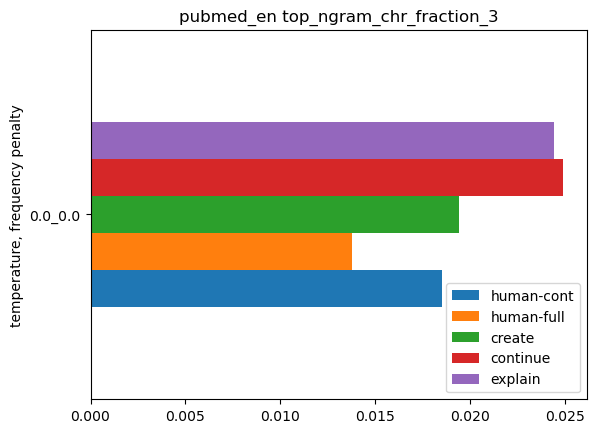 pubmed_en top_ngram_chr_fraction_3
temperature, frequency penalty
0.0_0.0
human-cont
human-full
create
continue
explain
0.000 0.005 0.010 0.015 0.020 0.025